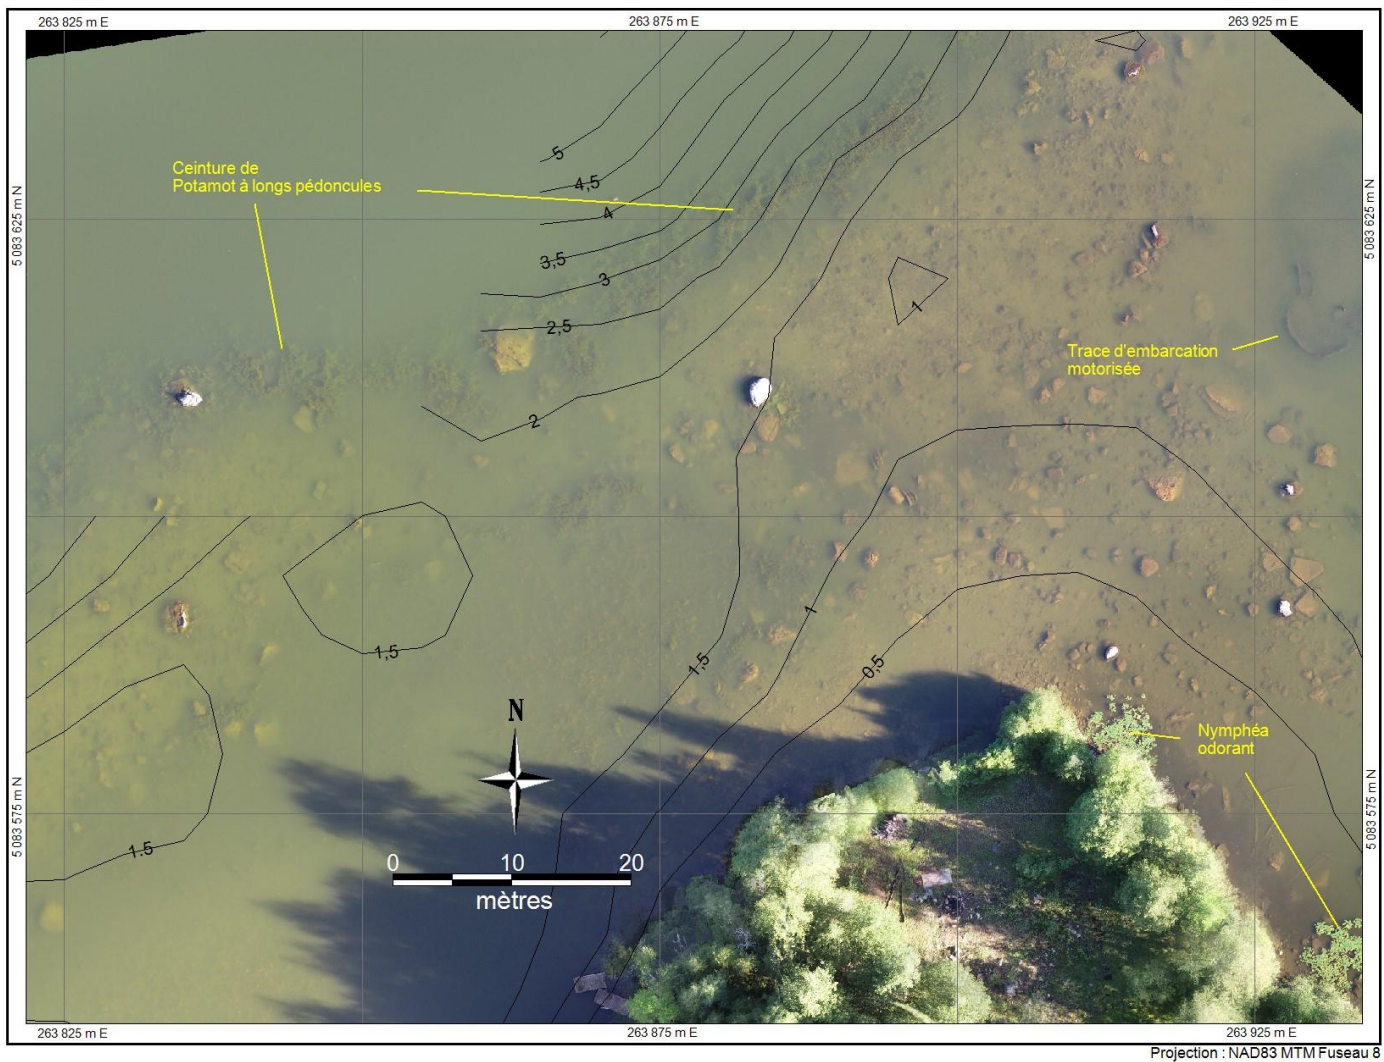 263 825 m E
263 875 m E
263 925 m E
5
4,5
4
3,5
3
2,5
2
Ceinture de
Potamot à longs pédoncules
5 083 625 m N
5 083 625 m N
1
Trace d'embarcation
motorisée
1,5
1,5
1
0,5
N
Nymphéa
odorant
5 083 575 m N
5 083 575 m N
1.5
0 10 20
mètres
263 825 m E
263 875 m E
263 925 m E
Projection : NAD83 MTM Fuseau 8